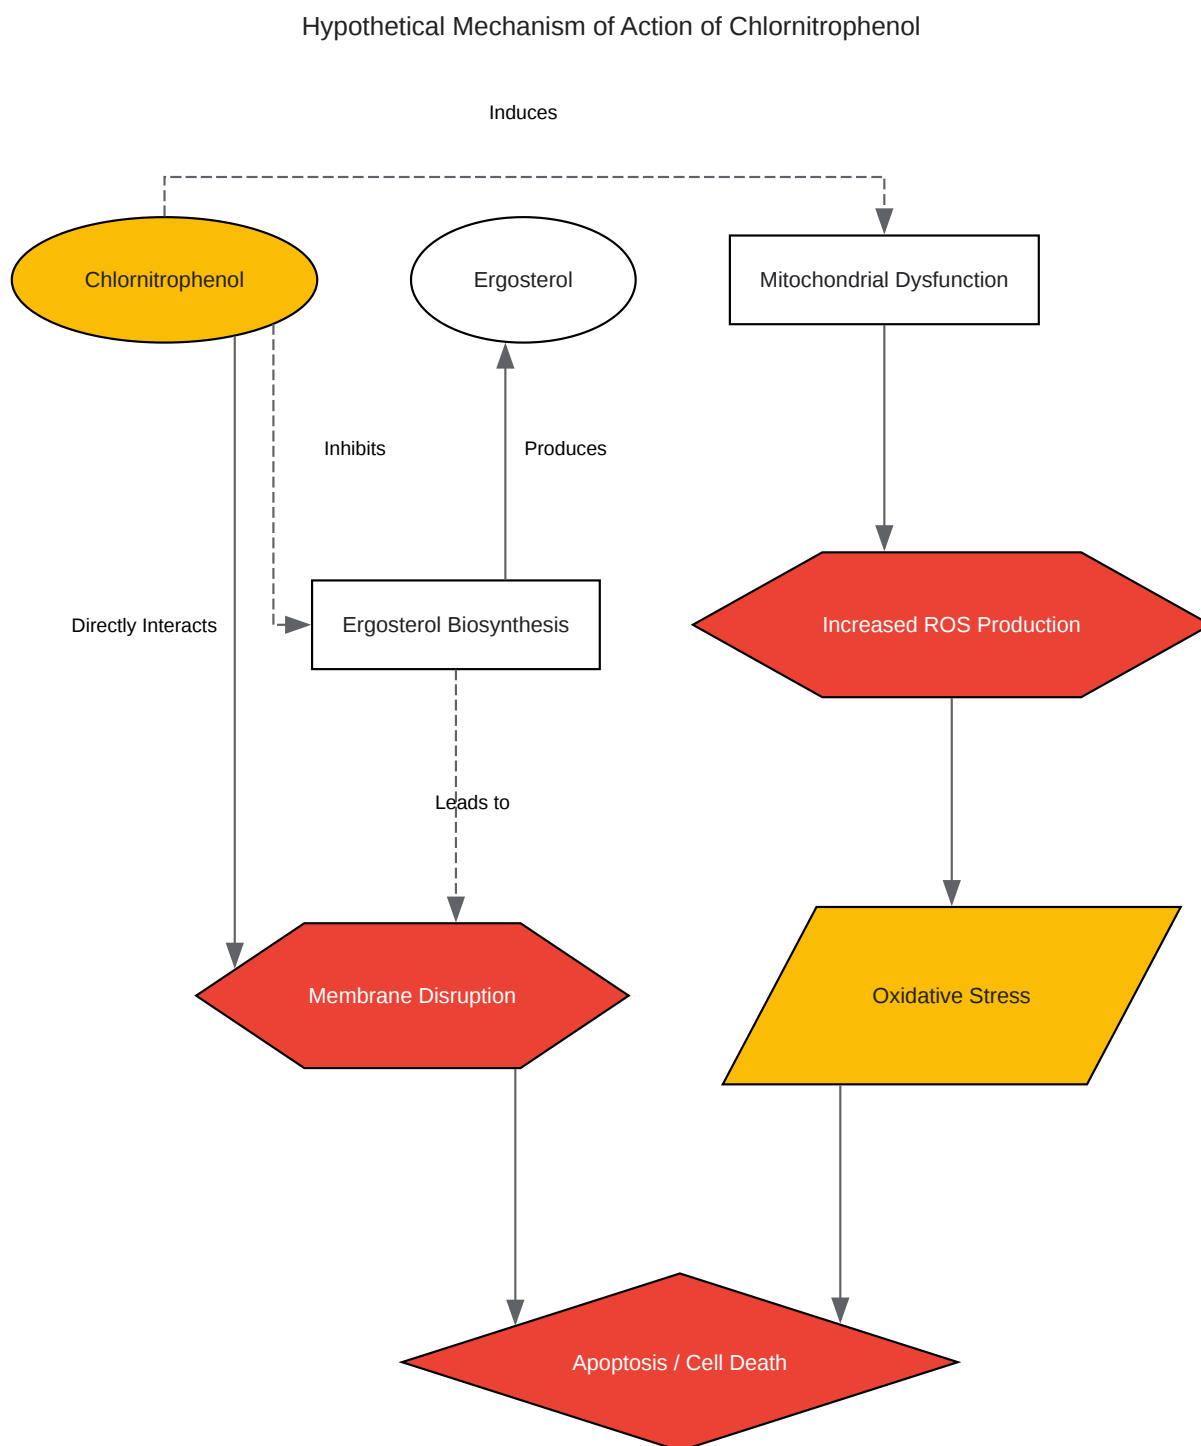 Hypothetical Mechanism of Action of Chlornitrophenol
Induces
Chlornitrophenol
Ergosterol
Mitochondrial Dysfunction
Inhibits
Produces
Directly Interacts
Ergosterol Biosynthesis
Increased ROS Production
Leads to
Membrane Disruption
Oxidative Stress
Apoptosis / Cell Death